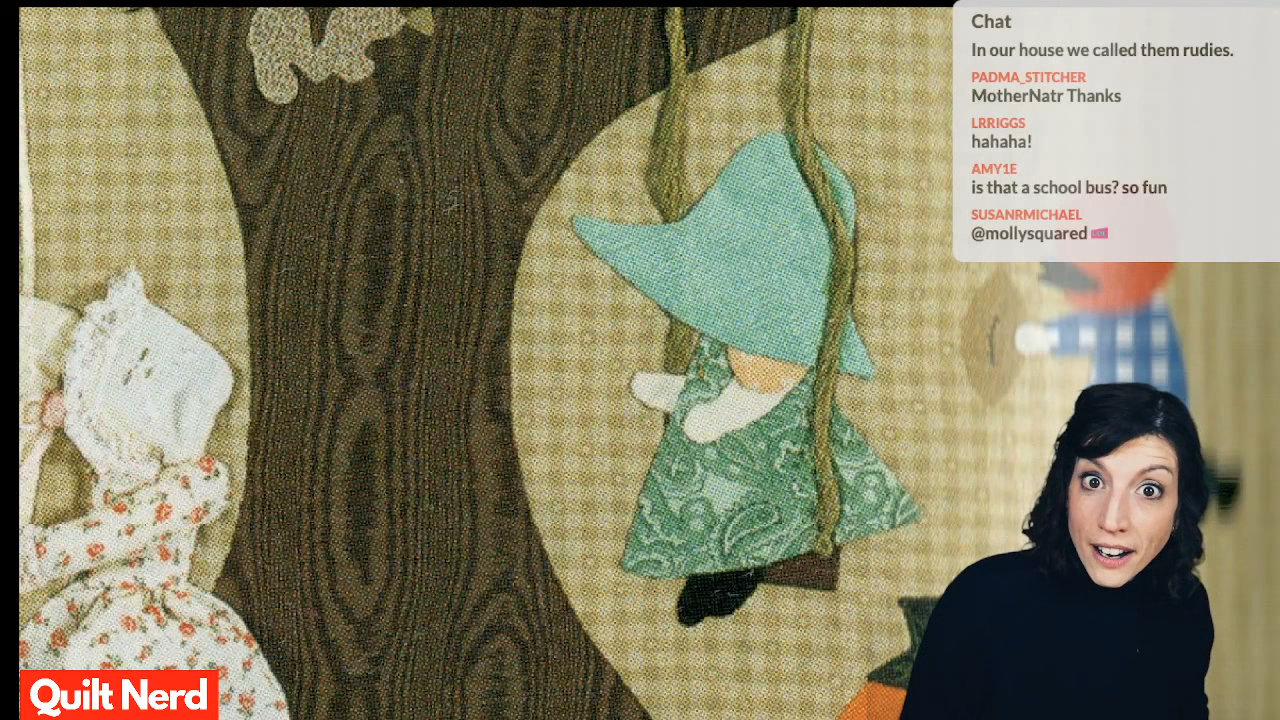 Chat
In our house we called them rudies.
PADMA_STITCHER
MotherNatr Thanks
LRRIGGS
hahaha!
AMY1E
is that a school bus? so fun
SUSANRMICHAEL
@mollysquared
Quilt Nerd